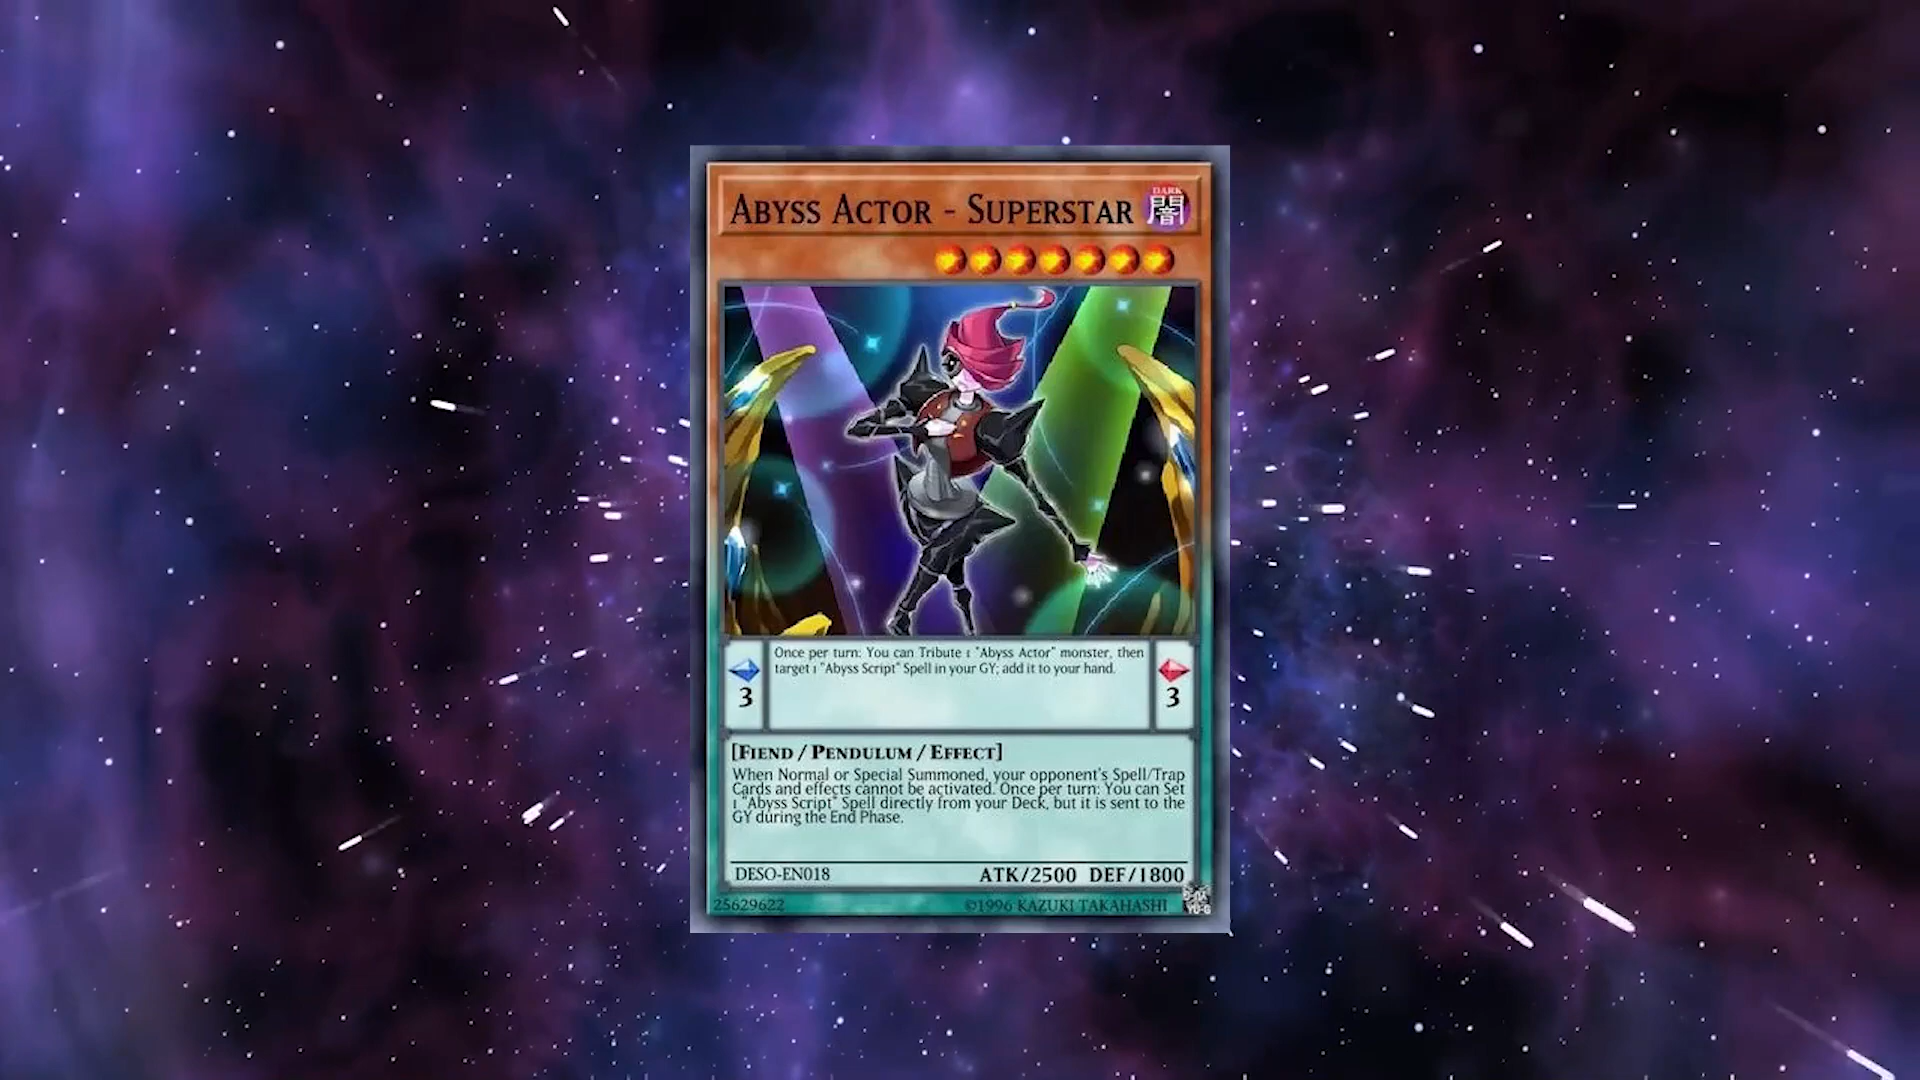 ABYSS ACTOR - SUPERSTAR
DARK
闇
Once per turn: You can Tribute 1 "Abyss Actor" monster, then
target 1 "Abyss Script" Spell in your GY; add it to your hand.
3
3
[FIEND / PENDULUM / EFFECT]
When Normal or Special Summoned, your opponent's Spell/Trap
Cards and effects cannot be activated. Once per turn: You can Set
1 "Abyss Script" Spell directly from your Deck, but it is sent to the
GY during the End Phase.
DESO-EN018
ATK/2500 DEF/1800
25629622
©1996 KAZUKI TAKAHASHI